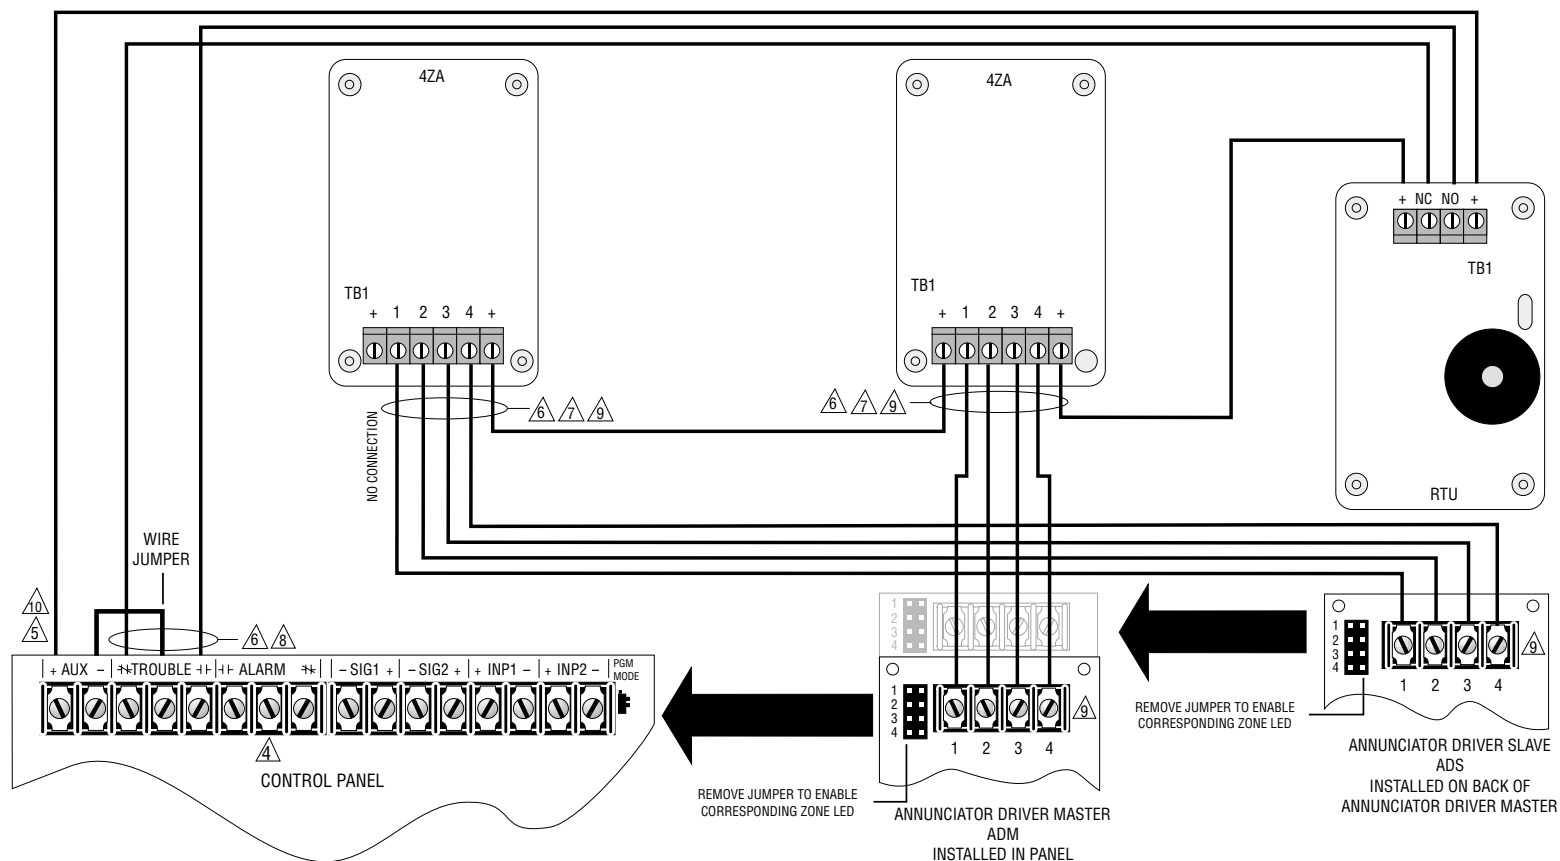 4ZA
4ZA
+ NC NO +
TB1
TB1
TB1
+ 1 2 3 4 +
+ 1 2 3 4 +
6 7 9
6 7 9
NO CONNECTION
RTU
WIRE
JUMPER
10
5
6 8
+ AUX - TROUBLE ALARM - SIG1 + - SIG2 + + INP1 - + INP2 -
PGM
MODE
4
CONTROL PANEL
1
2
3
4
1
2
3
4
9
1 2 3 4
REMOVE JUMPER TO ENABLE
CORRESPONDING ZONE LED
ANNUNCIATOR DRIVER MASTER
ADM
INSTALLED IN PANEL
1
2
3
4
9
1 2 3 4
REMOVE JUMPER TO ENABLE
CORRESPONDING ZONE LED
ANNUNCIATOR DRIVER SLAVE
ADS
INSTALLED ON BACK OF
ANNUNCIATOR DRIVER MASTER